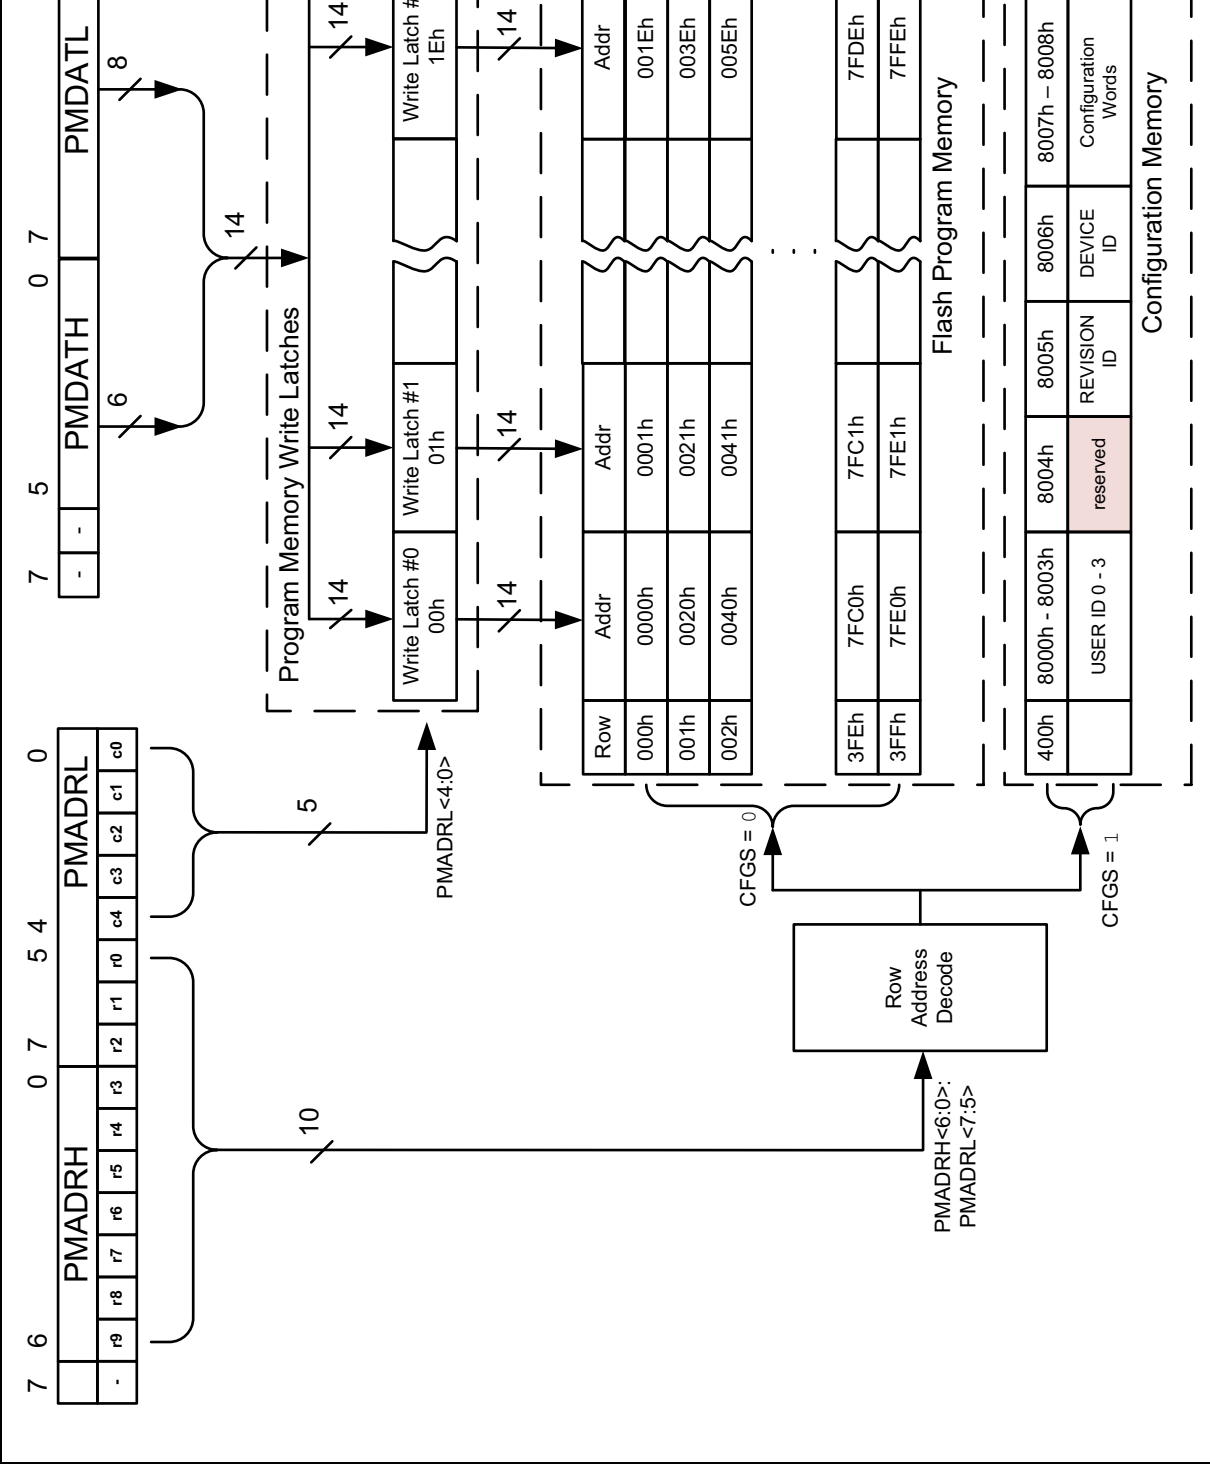 7 6 0 7 5 4 0
PMADRH PMADRL
- r9 r8 r7 r6 r5 r4 r3 r2 r1 r0 c4 c3 c2 c1 c0
7 5 0 7
PMDATH PMDATL
- -
6 8
14
10
5
Program Memory Write Latches
14 14 14
PMADRL<4:0>
Write Latch #0
00h
Write Latch #1
01h
Write Latch #
1Eh
14 14 14
Row Addr Addr Addr
000h 0000h 0001h 001Eh
001h 0020h 0021h 003Eh
002h 0040h 0041h 005Eh
. . .
3FEh 7FC0h 7FC1h 7FDEh
3FFh 7FE0h 7FE1h 7FFEh
Flash Program Memory
CFGS = 0
Row
Address
Decode
PMADRH<6:0>:
PMADRL<7:5>
CFGS = 1
400h 8000h - 8003h 8004h 8005h 8006h 8007h – 8008h
USER ID 0 - 3
reserved
REVISION
ID
DEVICE
ID
Configuration
Words
Configuration Memory